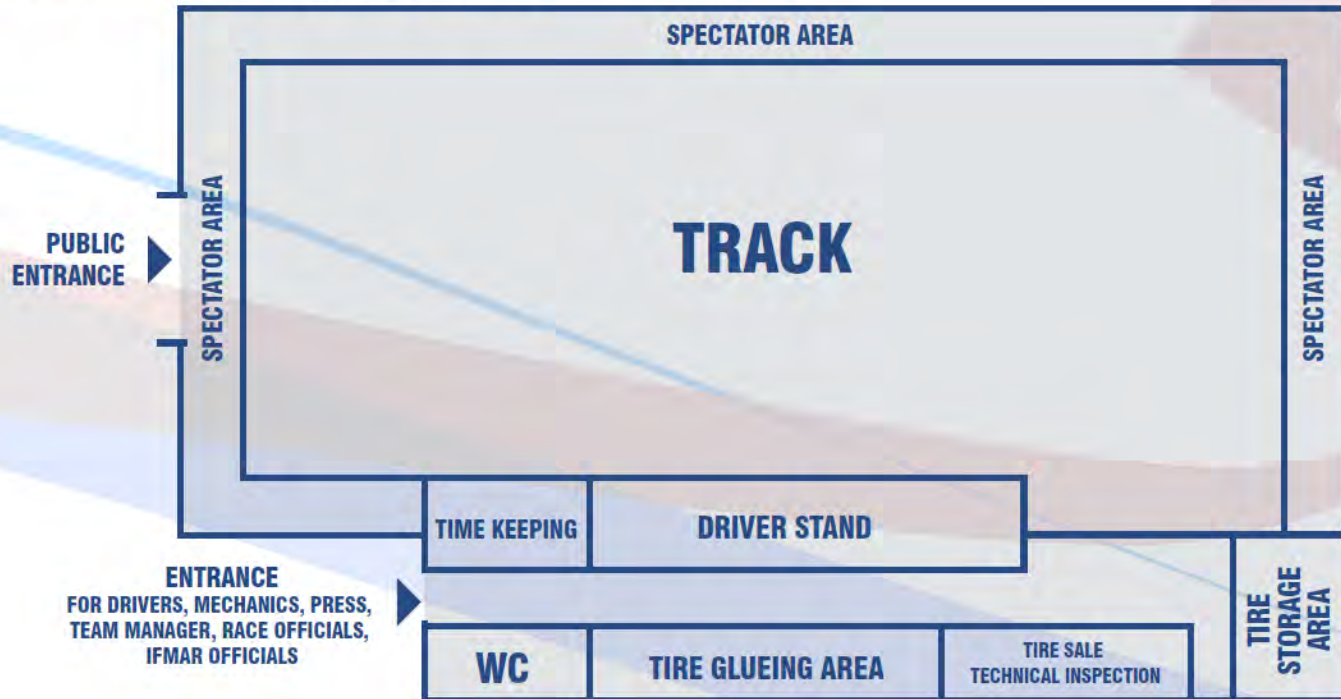 SPECTATOR AREA
SPECTATOR AREA
TRACK
SPECTATOR AREA
PUBLIC
ENTRANCE
TIME KEEPING
DRIVER STAND
ENTRANCE
FOR DRIVERS, MECHANICS, PRESS,
TEAM MANAGER, RACE OFFICIALS,
IFMAR OFFICIALS
WC
TIRE GLUEING AREA
TIRE SALE
TECHNICAL INSPECTION
TIRE
STORAGE
AREA